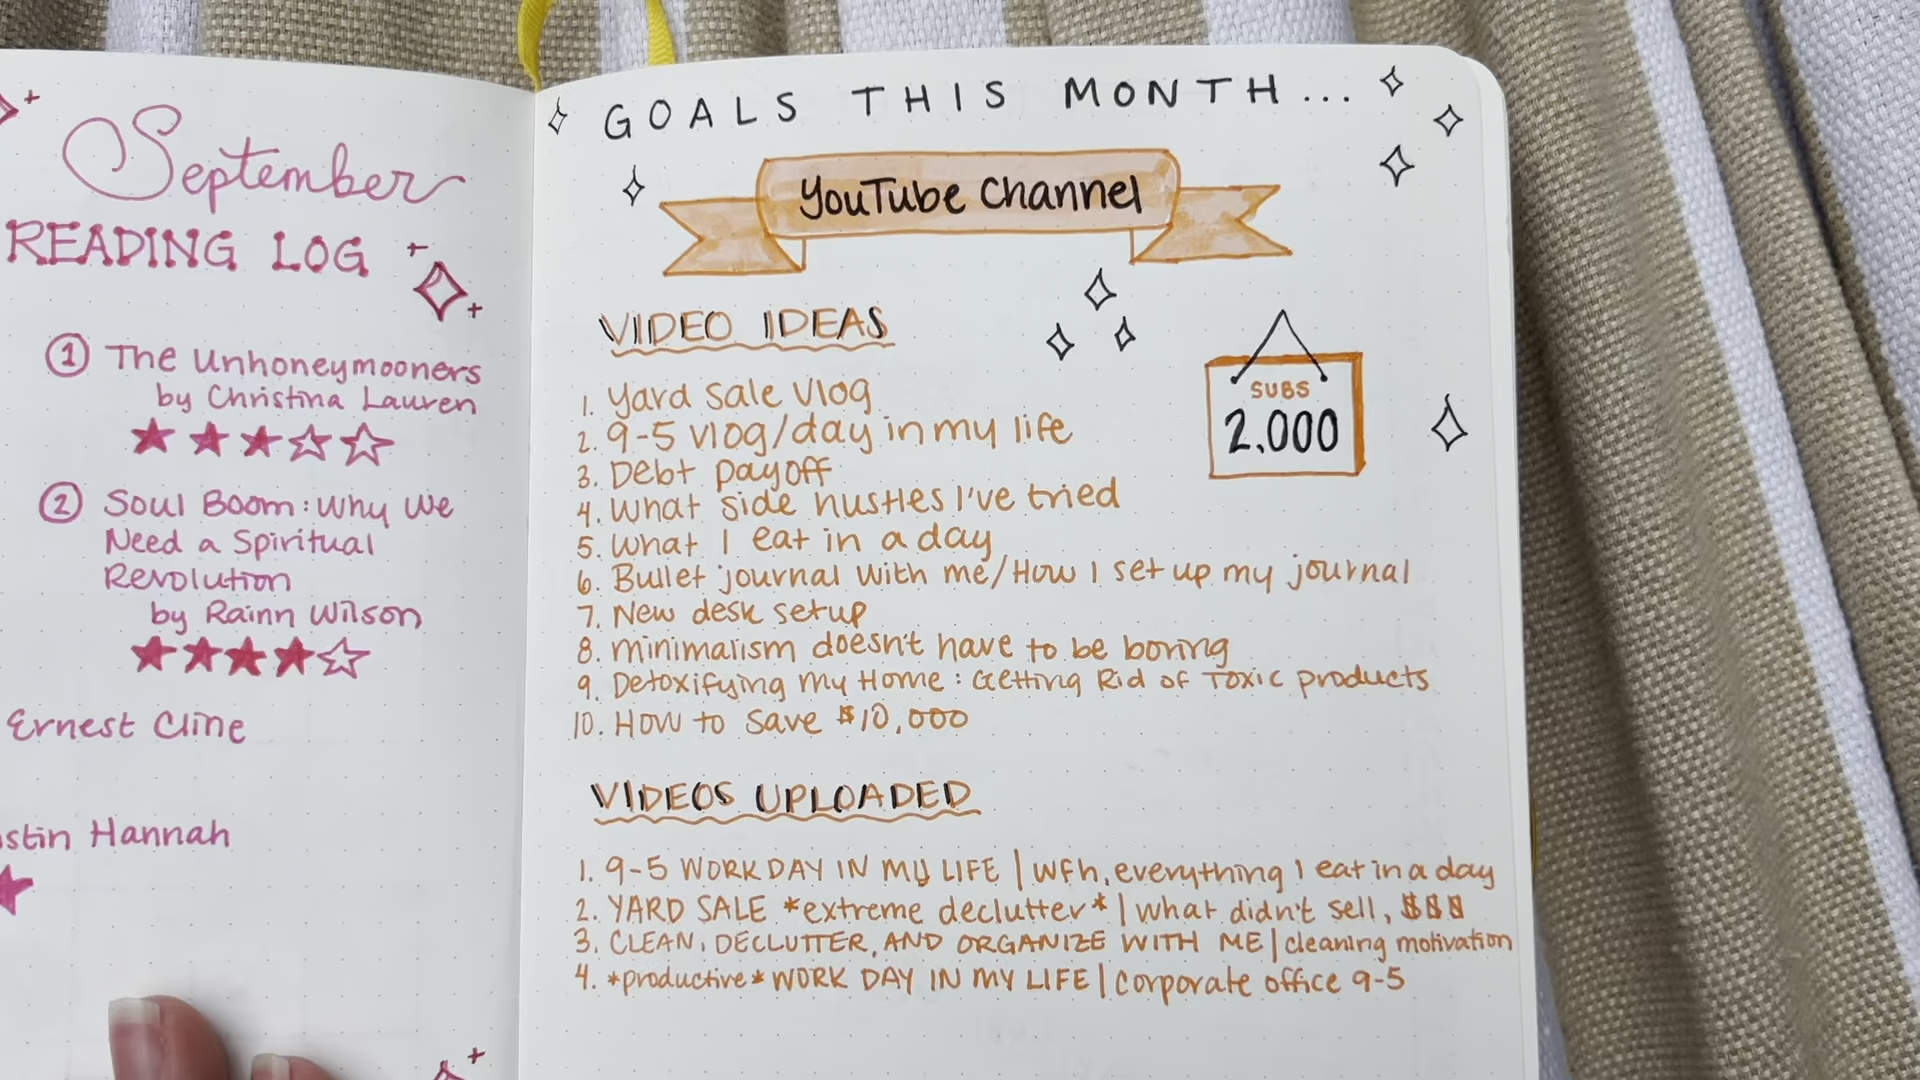 September
READING LOG
1 The Unhoneymooners
by Christina Lauren
2 Soul Boom: Why We
Need a Spiritual
Revolution
by Rainn Wilson
Ernest Cline
Hannah
GOALS THIS MONTH...
YouTube Channel
VIDEO IDEAS
1. Yard Sale Vlog
2. 9-5 vlog/day in my life
3. Debt payoff
4. What side hustles I've tried
5. What I eat in a day
6. Bullet journal with me/How I set up my journal
7. New desk setup
8. minimalism doesn't have to be boring
9. Detoxifying my Home: Getting Rid of Toxic products
10. How to save $10,000
SUBS
2,000
VIDEOS UPLOADED
1. 9-5 WORK DAY IN MY LIFE | wfh, everything I eat in a day
2. YARD SALE *extreme declutter* | what didn't sell, $$$
3. CLEAN, DECLUTTER, AND ORGANIZE WITH ME | cleaning motivation
4. *productive* WORK DAY IN MY LIFE | corporate office 9-5